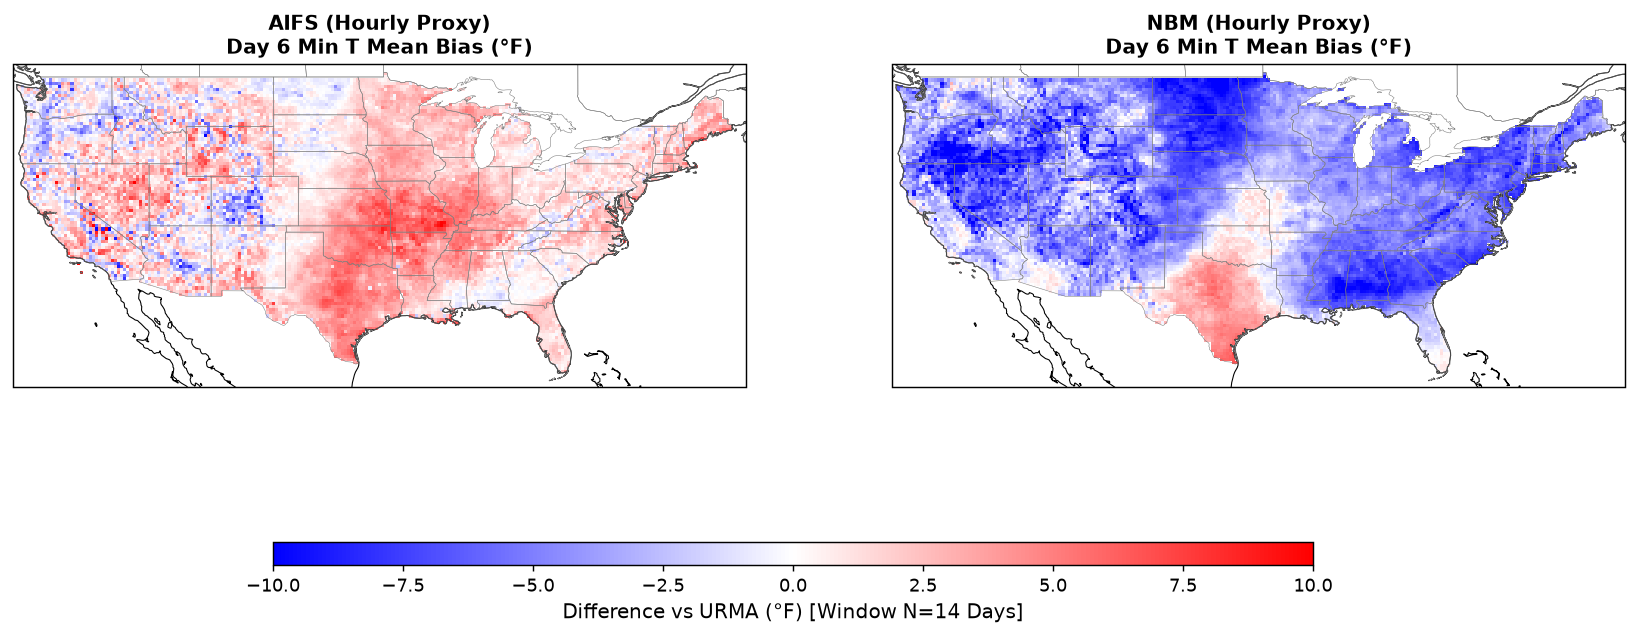 AIFS (Hourly Proxy)
Day 6 Min T Mean Bias (°F)
NBM (Hourly Proxy)
Day 6 Min T Mean Bias (°F)
−10.0 −7.5 −5.0 −2.5 0.0 2.5 5.0 7.5 10.0
Difference vs URMA (°F) [Window N=14 Days]